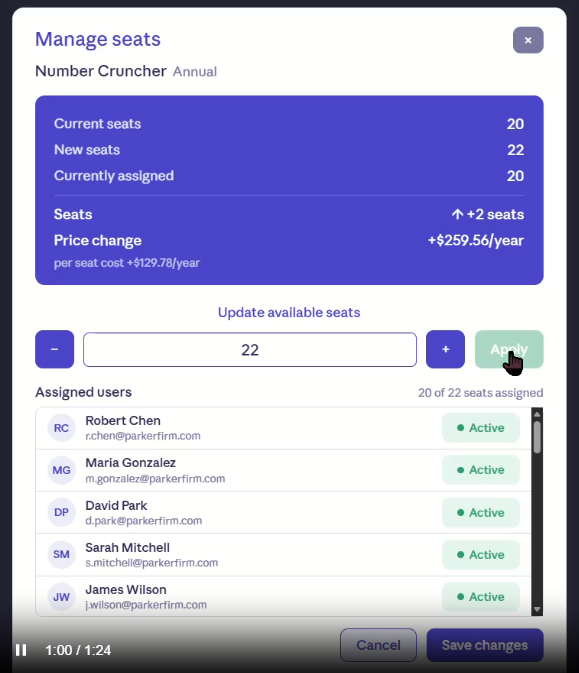 Manage seats
×
Number Cruncher Annual
Current seats 20
New seats 22
Currently assigned 20
Seats ↑ +2 seats
Price change +$259.56/year
per seat cost +$129.78/year
Update available seats
− 22 + Apply
Assigned users 20 of 22 seats assigned
RC Robert Chen Active
r.chen@parkerfirm.com
MG Maria Gonzalez Active
m.gonzalez@parkerfirm.com
DP David Park Active
d.park@parkerfirm.com
SM Sarah Mitchell Active
s.mitchell@parkerfirm.com
JW James Wilson Active
j.wilson@parkerfirm.com
Cancel Save changes
1:00 / 1:24